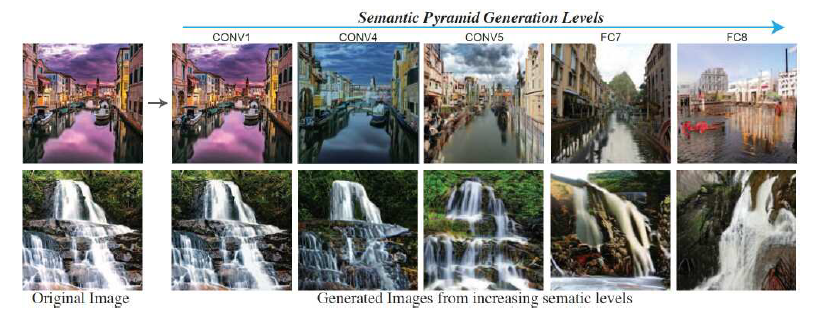 Semantic Pyramid Generation Levels
CONV1 CONV4 CONV5 FC7 FC8
Original Image Generated Images from increasing sematic levels